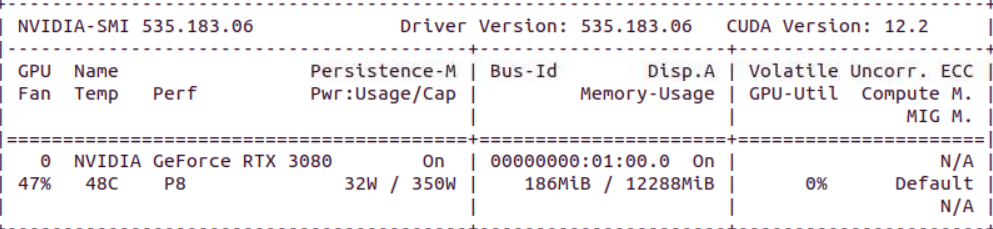 NVIDIA-SMI 535.183.06 Driver Version: 535.183.06 CUDA Version: 12.2
GPU Name Persistence-M | Bus-Id Disp.A | Volatile Uncorr. ECC
Fan Temp Perf Pwr:Usage/Cap | Memory-Usage | GPU-Util Compute M.
MIG M.
0 NVIDIA GeForce RTX 3080 On | 00000000:01:00.0 On | N/A
47% 48C P8 32W / 350W | 186MiB / 12288MiB | 0% Default
N/A